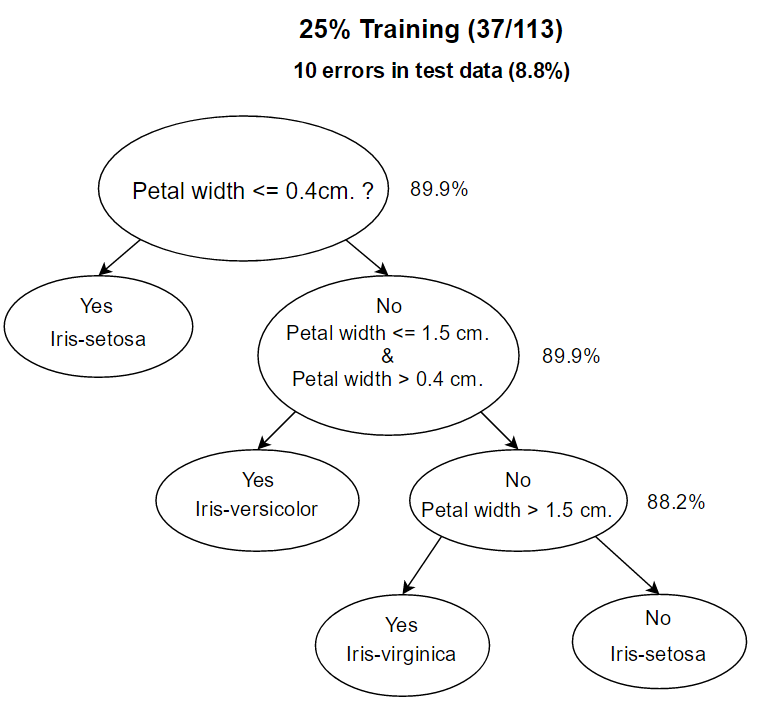 25% Training (37/113)
10 errors in test data (8.8%)
Petal width <= 0.4cm. ?
89.9%
Yes
Iris-setosa
No
Petal width <= 1.5 cm.
&
Petal width > 0.4 cm.
89.9%
Yes
Iris-versicolor
No
Petal width > 1.5 cm.
88.2%
Yes
Iris-virginica
No
Iris-setosa